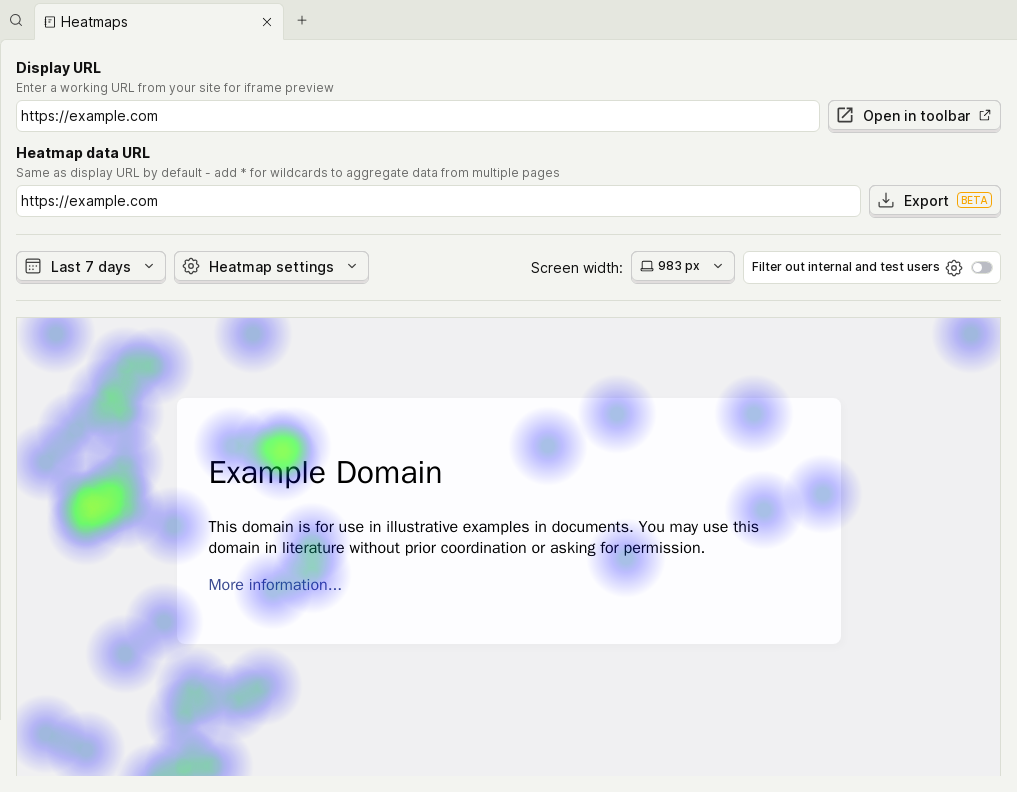 Heatmaps
Display URL
Enter a working URL from your site for iframe preview
https://example.com
Open in toolbar
Heatmap data URL
Same as display URL by default - add * for wildcards to aggregate data from multiple pages
https://example.com
Export BETA
Last 7 days
Heatmap settings
Screen width:
983 px
Filter out internal and test users
Example Domain
This domain is for use in illustrative examples in documents. You may use this
domain in literature without prior coordination or asking for permission.
More information...